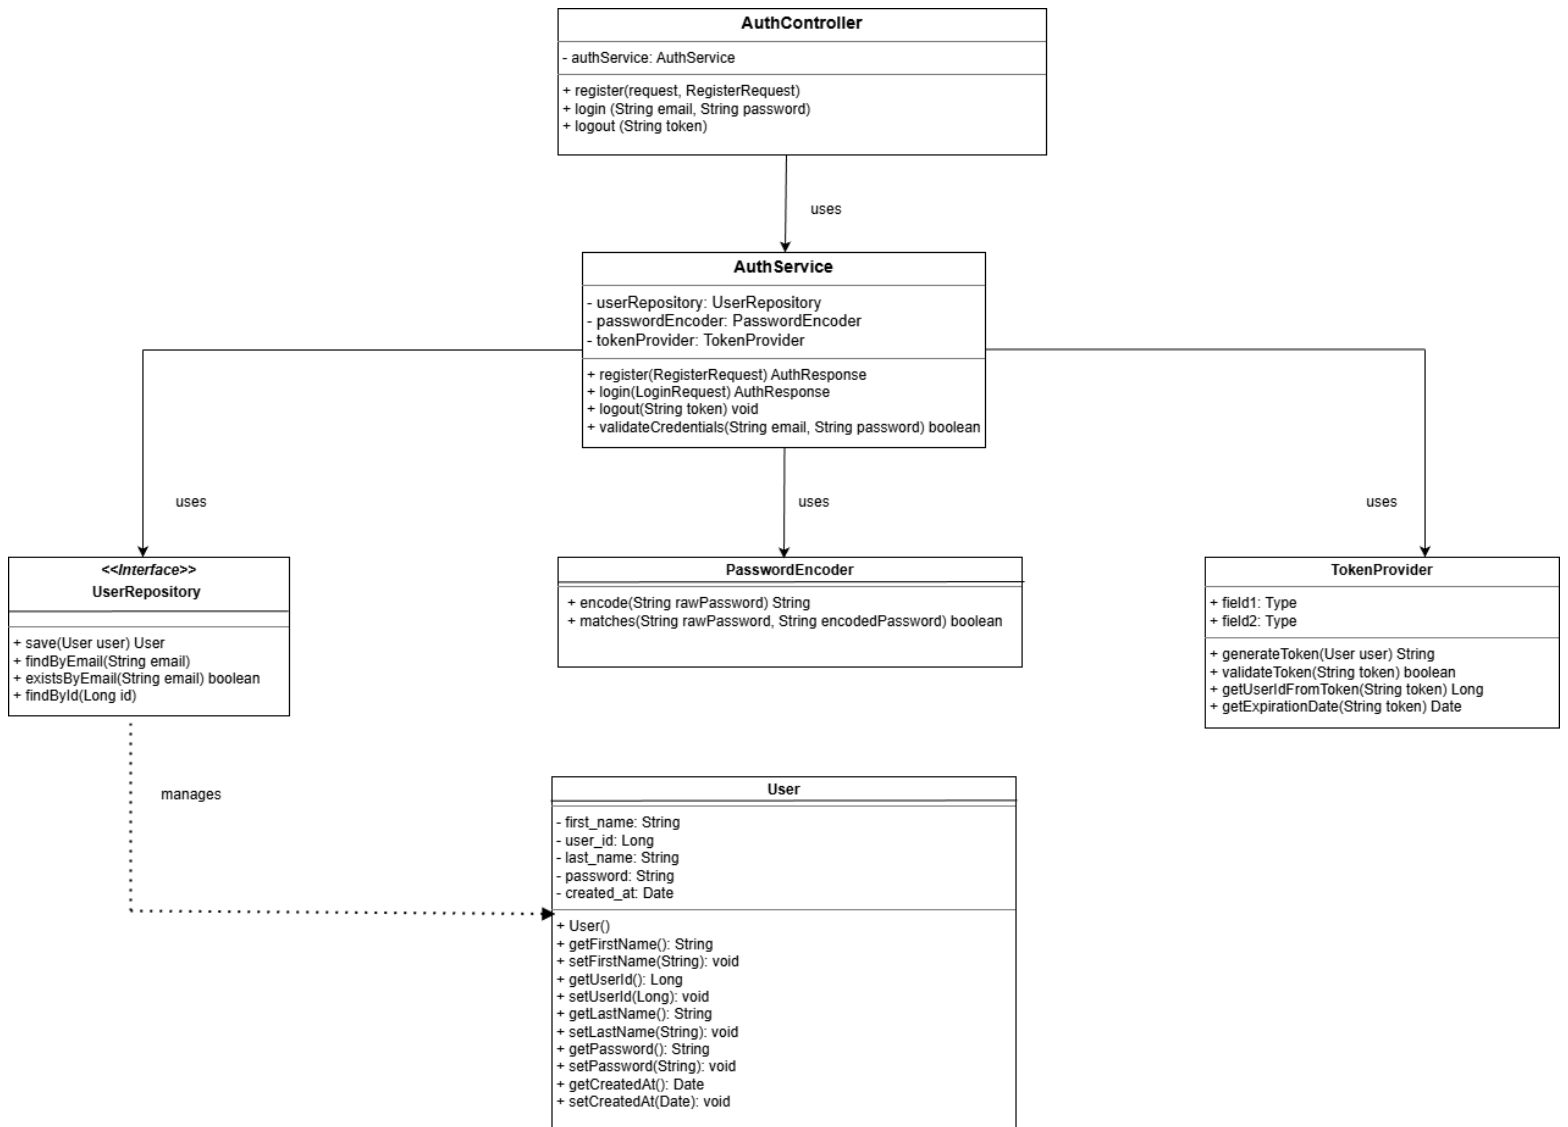 AuthController
- authService: AuthService
+ register(request, RegisterRequest)
+ login (String email, String password)
+ logout (String token)
uses
AuthService
- userRepository: UserRepository
- passwordEncoder: PasswordEncoder
- tokenProvider: TokenProvider
+ register(RegisterRequest) AuthResponse
+ login(LoginRequest) AuthResponse
+ logout(String token) void
+ validateCredentials(String email, String password) boolean
uses
uses
uses
<<Interface>>
UserRepository
+ save(User user) User
+ findByEmail(String email)
+ existsByEmail(String email) boolean
+ findById(Long id)
PasswordEncoder
+ encode(String rawPassword) String
+ matches(String rawPassword, String encodedPassword) boolean
TokenProvider
+ field1: Type
+ field2: Type
+ generateToken(User user) String
+ validateToken(String token) boolean
+ getUserIdFromToken(String token) Long
+ getExpirationDate(String token) Date
manages
User
- first_name: String
- user_id: Long
- last_name: String
- password: String
- created_at: Date
+ User()
+ getFirstName(): String
+ setFirstName(String): void
+ getUserId(): Long
+ setUserId(Long): void
+ getLastName(): String
+ setLastName(String): void
+ getPassword(): String
+ setPassword(String): void
+ getCreatedAt(): Date
+ setCreatedAt(Date): void